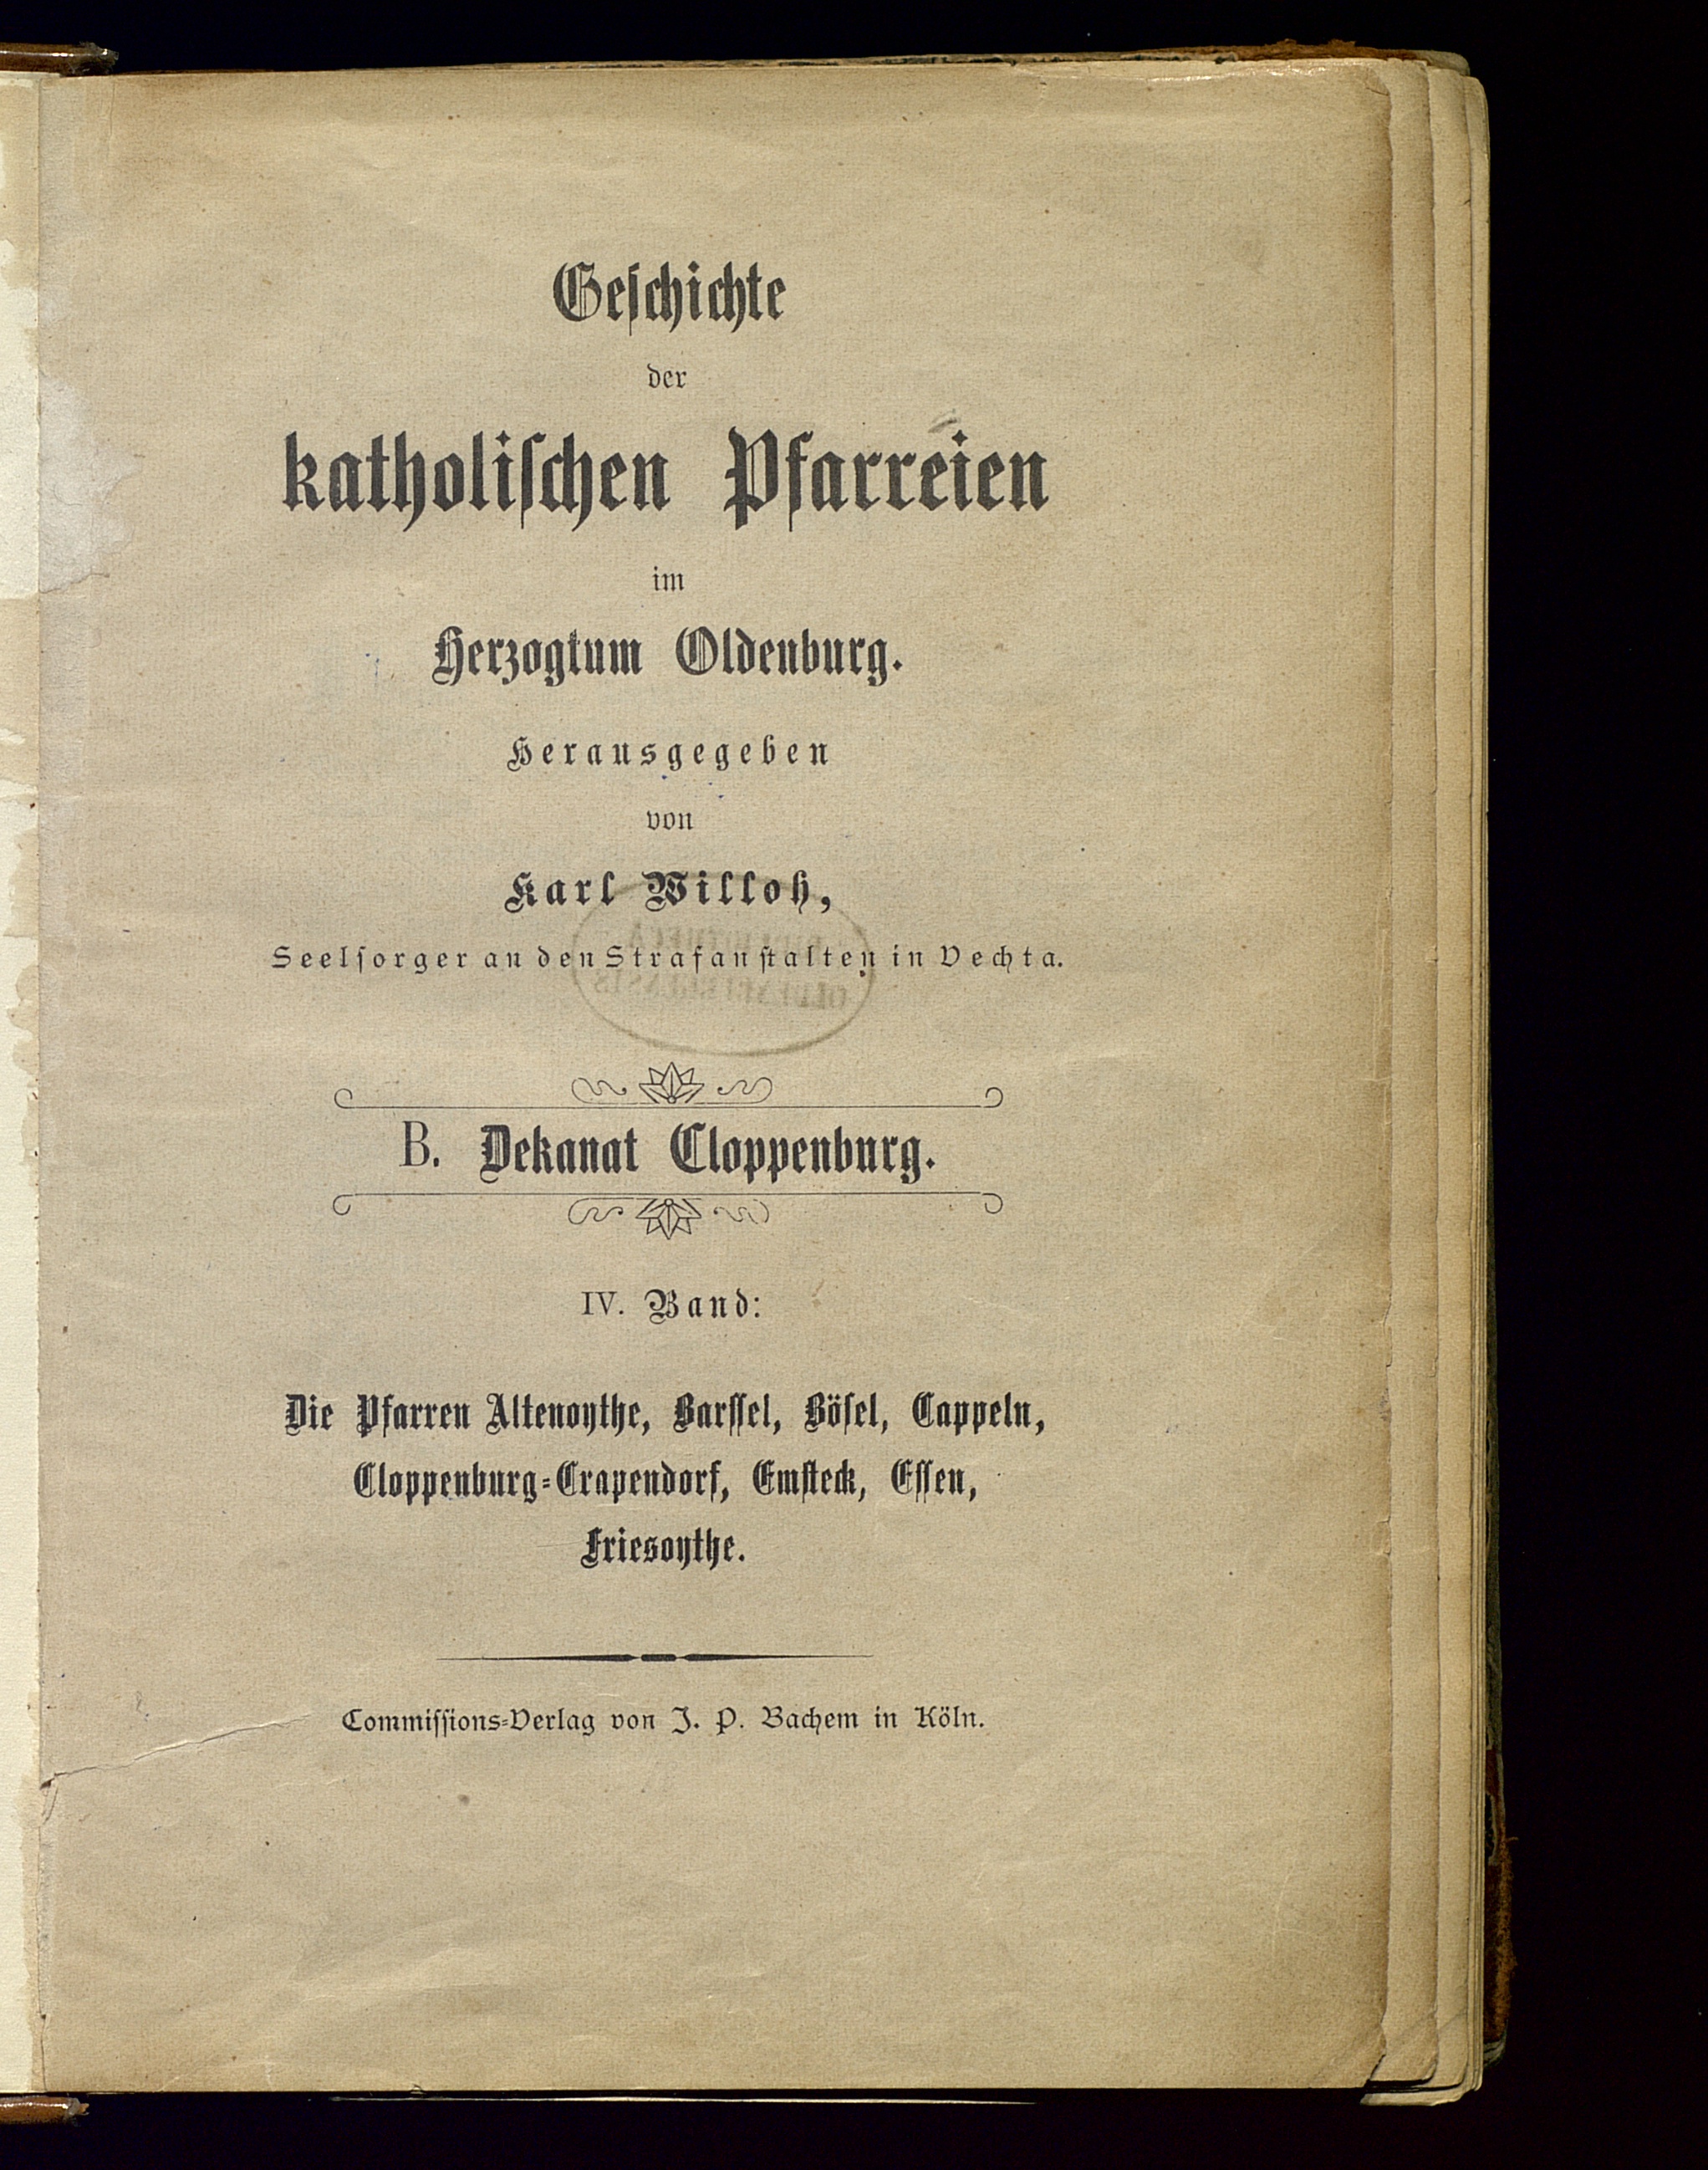 Geſchichte
der
katholiſchen Pfarreien
im
Herzogtum Oldenburg.
Herausgegeben
von
Karl Willoh,
Seelſorger an den Strafanſtalten in Vechta.
B. Dekanat Cloppenburg.
IV. Band:
Die Pfarren Altenoythe, Barſſel, Böſel, Cappeln,
Cloppenburg=Crapendorf, Emſteck, Eſſen,
Friesoythe.
Commiſſions=Verlag von J. P. Bachem in Köln.